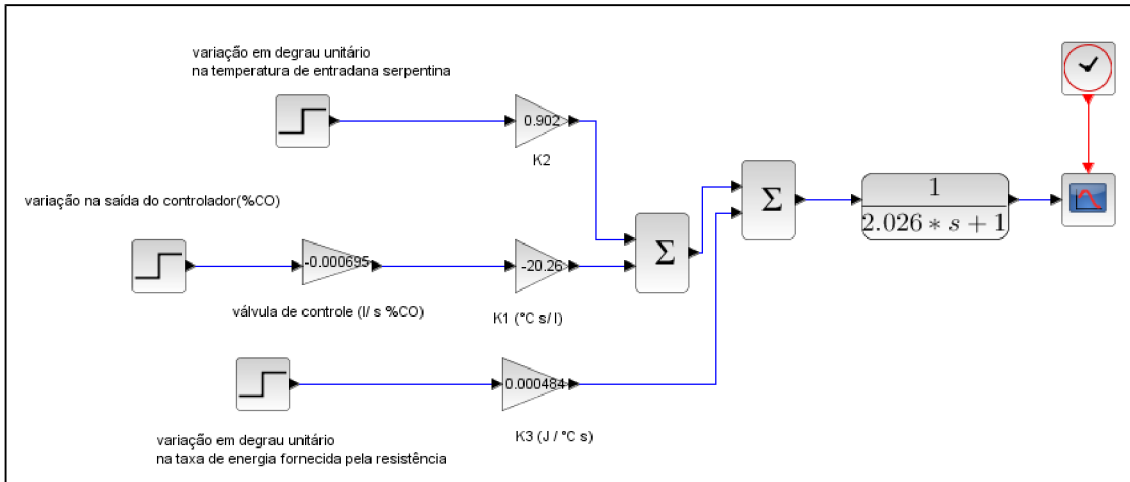 variação em degrau unitário
na temperatura de entradana serpentina
0.902
K2
variação na saída do controlador(%CO)
Σ
1
2.026 * s + 1
-0.000695
-20.26
Σ
válvula de controle (l/ s %CO)
K1 (°C s/ l)
0.000484
K3 (J / °C s)
variação em degrau unitário
na taxa de energia fornecida pela resistência